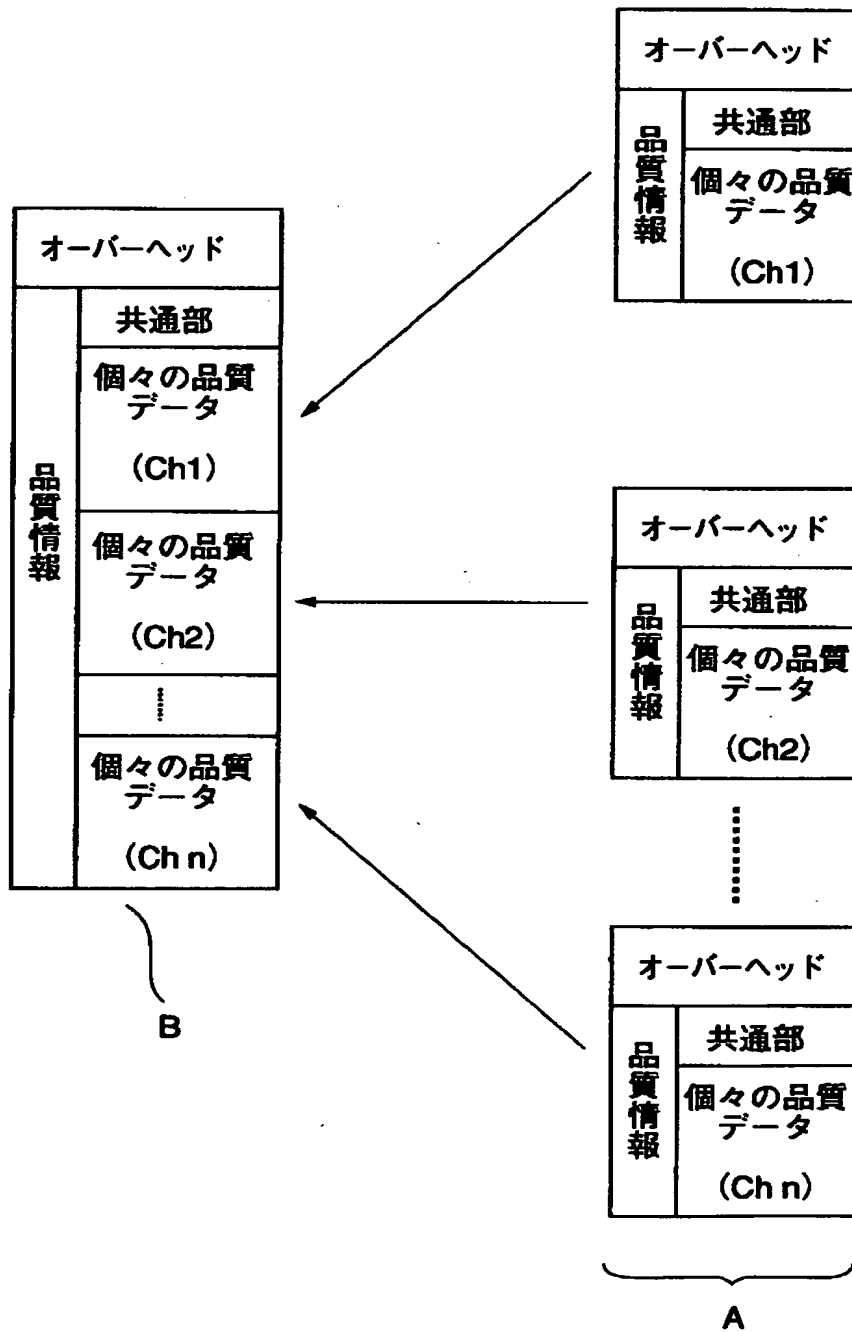 オーバーヘッド
品質情報
共通部
個々の品質
データ
(Ch1)
個々の品質
データ
(Ch2)
個々の品質
データ
(Ch n)
B
オーバーヘッド
品質情報
共通部
個々の品質
データ
(Ch1)
オーバーヘッド
品質情報
共通部
個々の品質
データ
(Ch2)
オーバーヘッド
品質情報
共通部
個々の品質
データ
(Ch n)
A